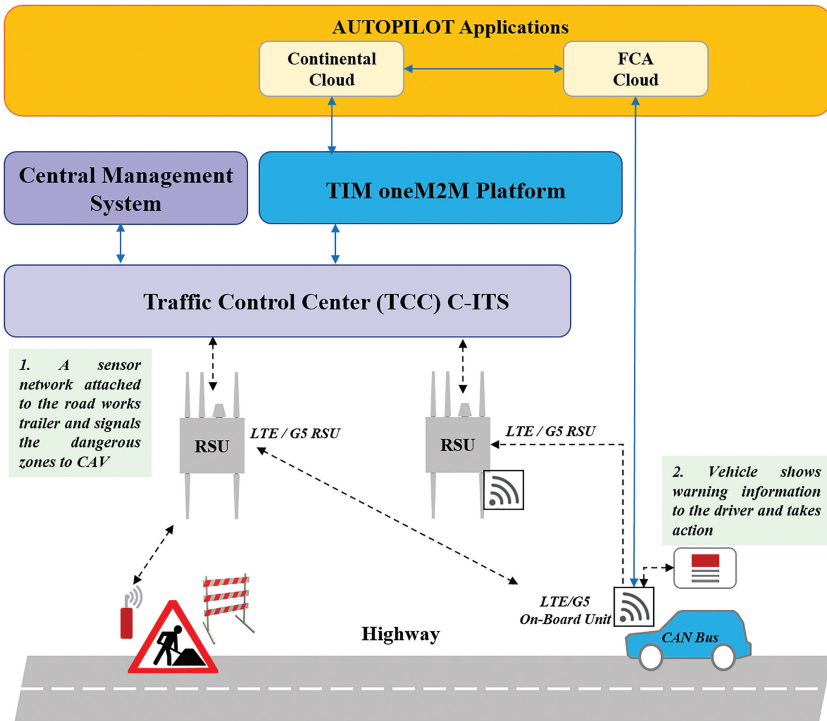 AUTOPILOT Applications
Continental
Cloud
FCA
Cloud
Central Management
System
TIM oneM2M Platform
Traffic Control Center (TCC) C-ITS
1. A sensor
network attached
to the road works
trailer and signals
the dangerous
zones to CAV
RSU
LTE / G5 RSU
RSU
LTE / G5 RSU
2. Vehicle shows
warning information
to the driver and takes
action
LTE/G5
On-Board Unit
Highway
CAN Bus